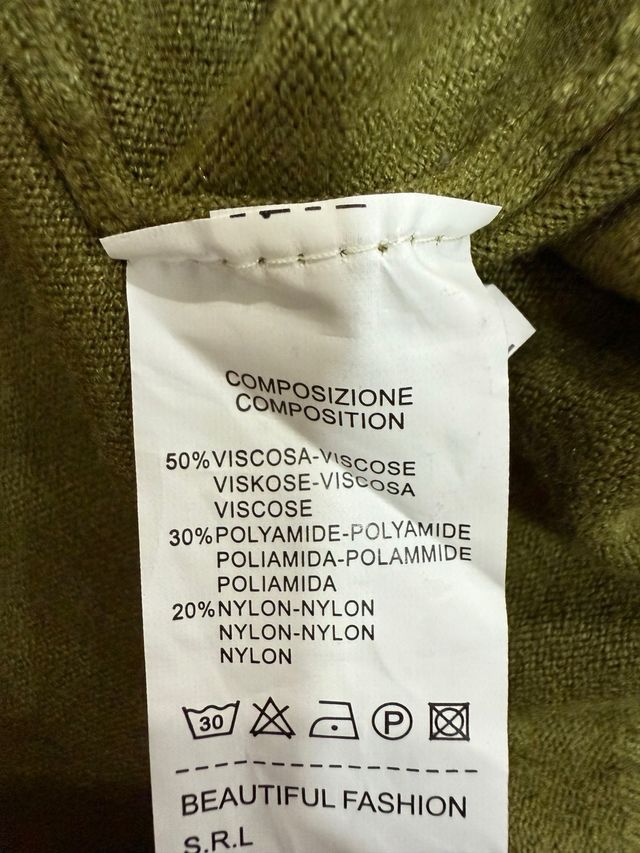 COMPOSIZIONE
COMPOSITION
50%VISCOSA-VISCOSE
VISKOSE-VISCOSA
VISCOSE
30%POLYAMIDE-POLYAMIDE
POLIAMIDA-POLAMMIDE
POLIAMIDA
20%NYLON-NYLON
NYLON-NYLON
NYLON
30 P
BEAUTIFUL FASHION
S.R.L